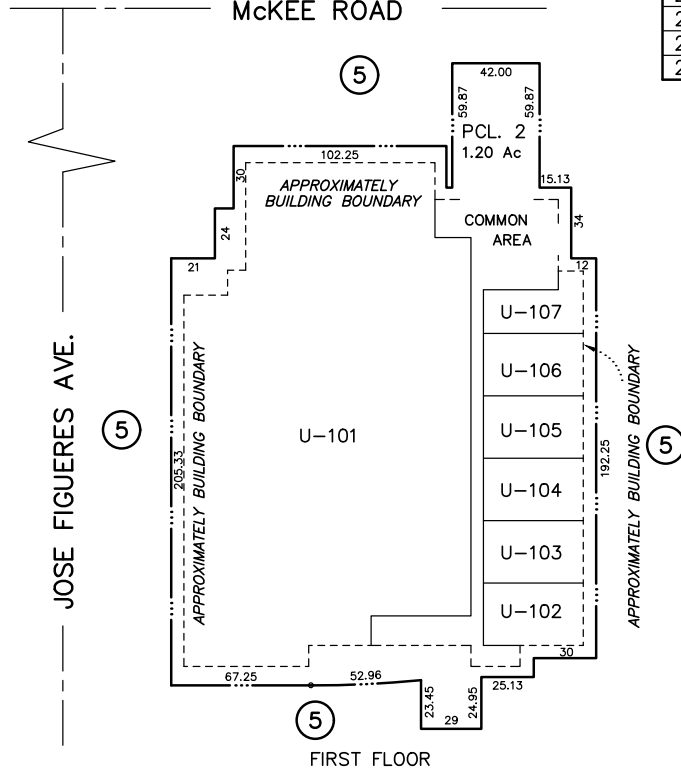 McKEE ROAD
2
2
2
5
42.00
59.87
59.87
PCL. 2
1.20 Ac
102.25
15.13
30
APPROXIMATELY
BUILDING BOUNDARY
COMMON
AREA
34
24
21
12
U-107
U-106
U-105
U-104
U-103
U-102
U-101
JOSE FIGUERES AVE.
5
205.33
APPROXIMATELY BUILDING BOUNDARY
192.25
APPROXIMATELY BUILDING BOUNDARY
5
30
67.25
52.96
25.13
23.45
24.95
29
5
FIRST FLOOR